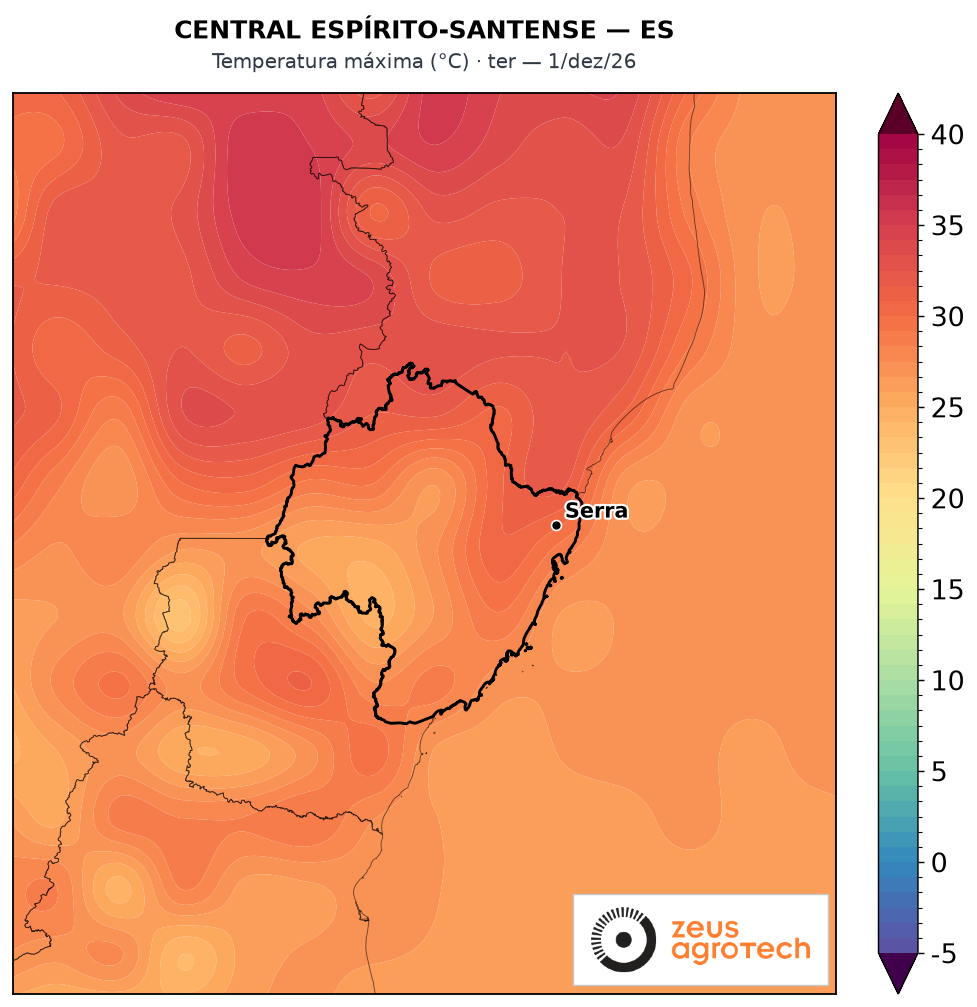 CENTRAL ESPÍRITO-SANTENSE — ES
Temperatura máxima (°C) · ter — 1/dez/26
40
35
30
25
20
15
10
5
0
-5
Serra
zeus
agrotech